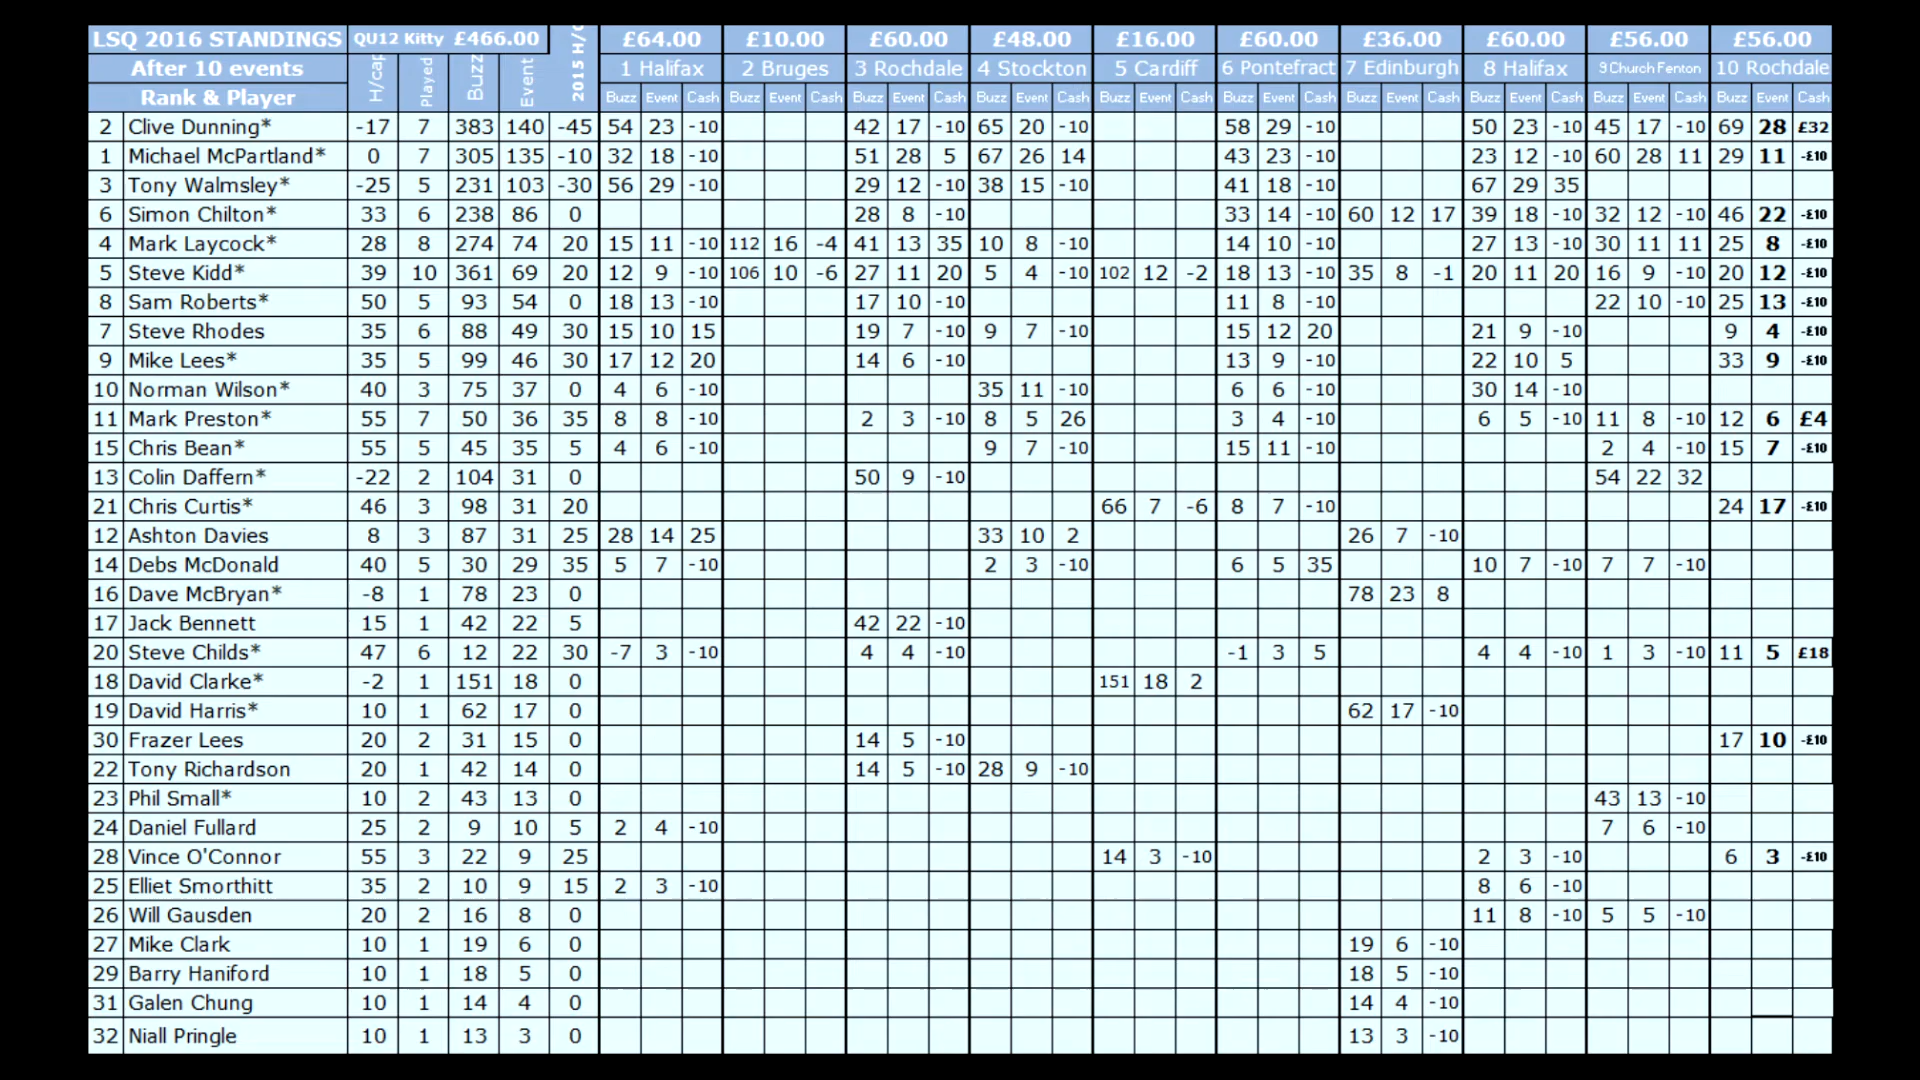 LSQ 2016 STANDINGS QU12 Kitty £466.00 £64.00 £10.00 £60.00 £48.00 £16.00 £60.00 £36.00 £60.00 £56.00 £56.00
After 10 events H/cap Played Buzz Event 2015 H/C 1 Halifax 2 Bruges 3 Rochdale 4 Stockton 5 Cardiff 6 Pontefract 7 Edinburgh 8 Halifax 9 Church Fenton 10 Rochdale
Rank & Player Buzz Event Cash Buzz Event Cash Buzz Event Cash Buzz Event Cash Buzz Event Cash Buzz Event Cash Buzz Event Cash Buzz Event Cash Buzz Event Cash Buzz Event Cash
2 Clive Dunning* -17 7 383 140 -45 54 23 -10 42 17 -10 65 20 -10 58 29 -10 50 23 -10 45 17 -10 69 28 £32
1 Michael McPartland* 0 7 305 135 -10 32 18 -10 51 28 5 67 26 14 43 23 -10 23 12 -10 60 28 11 29 11 -£10
3 Tony Walmsley* -25 5 231 103 -30 56 29 -10 29 12 -10 38 15 -10 41 18 -10 67 29 35
6 Simon Chilton* 33 6 238 86 0 28 8 -10 33 14 -10 60 12 17 39 18 -10 32 12 -10 46 22 -£10
4 Mark Laycock* 28 8 274 74 20 15 11 -10 112 16 -4 41 13 35 10 8 -10 14 10 -10 27 13 -10 30 11 11 25 8 -£10
5 Steve Kidd* 39 10 361 69 20 12 9 -10 106 10 -6 27 11 20 5 4 -10 102 12 -2 18 13 -10 35 8 -1 20 11 20 16 9 -10 20 12 -£10
8 Sam Roberts* 50 5 93 54 0 18 13 -10 17 10 -10 11 8 -10 22 10 -10 25 13 -£10
7 Steve Rhodes 35 6 88 49 30 15 10 15 19 7 -10 9 7 -10 15 12 20 21 9 -10 9 4 -£10
9 Mike Lees* 35 5 99 46 30 17 12 20 14 6 -10 13 9 -10 22 10 5 33 9 -£10
10 Norman Wilson* 40 3 75 37 0 4 6 -10 35 11 -10 6 6 -10 30 14 -10
11 Mark Preston* 55 7 50 36 35 8 8 -10 2 3 -10 8 5 26 3 4 -10 6 5 -10 11 8 -10 12 6 £4
15 Chris Bean* 55 5 45 35 5 4 6 -10 9 7 -10 15 11 -10 2 4 -10 15 7 -£10
13 Colin Daffern* -22 2 104 31 0 50 9 -10 54 22 32
21 Chris Curtis* 46 3 98 31 20 66 7 -6 8 7 -10 24 17 -£10
12 Ashton Davies 8 3 87 31 25 28 14 25 33 10 2 26 7 -10
14 Debs McDonald 40 5 30 29 35 5 7 -10 2 3 -10 6 5 35 10 7 -10 7 7 -10
16 Dave McBryan* -8 1 78 23 0 78 23 8
17 Jack Bennett 15 1 42 22 5 42 22 -10
20 Steve Childs* 47 6 12 22 30 -7 3 -10 4 4 -10 -1 3 5 4 4 -10 1 3 -10 11 5 £18
18 David Clarke* -2 1 151 18 0 151 18 2
19 David Harris* 10 1 62 17 0 62 17 -10
30 Frazer Lees 20 2 31 15 0 14 5 -10 17 10 -£10
22 Tony Richardson 20 1 42 14 0 14 5 -10 28 9 -10
23 Phil Small* 10 2 43 13 0 43 13 -10
24 Daniel Fullard 25 2 9 10 5 2 4 -10 7 6 -10
28 Vince O'Connor 55 3 22 9 25 14 3 -10 2 3 -10 6 3 -£10
25 Elliet Smorthitt 35 2 10 9 15 2 3 -10 8 6 -10
26 Will Gausden 20 2 16 8 0 11 8 -10 5 5 -10
27 Mike Clark 10 1 19 6 0 19 6 -10
29 Barry Haniford 10 1 18 5 0 18 5 -10
31 Galen Chung 10 1 14 4 0 14 4 -10
32 Niall Pringle 10 1 13 3 0 13 3 -10